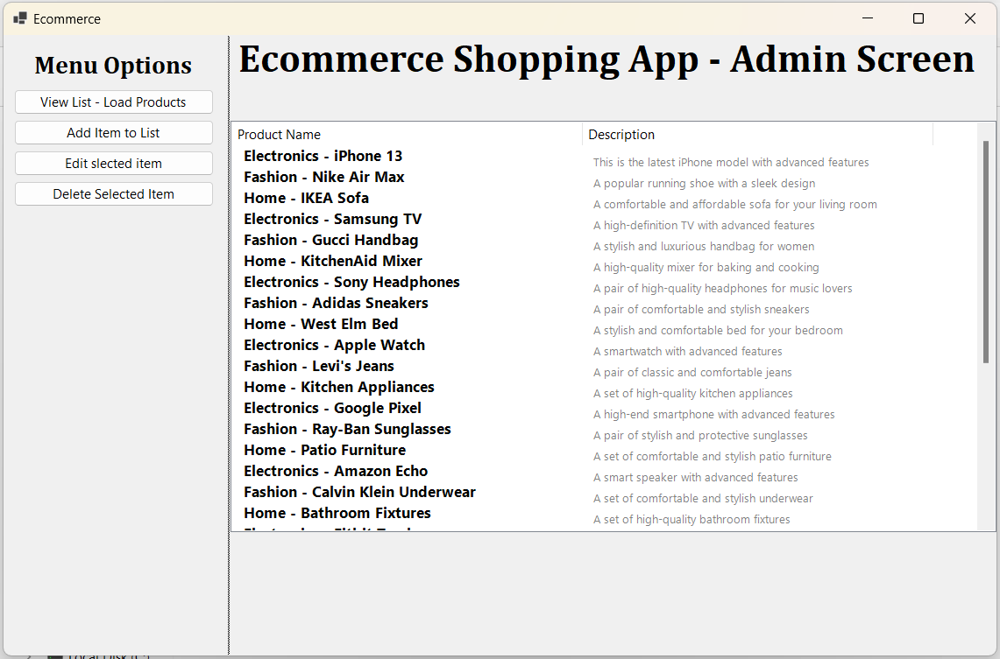 Ecommerce
Menu Options
View List - Load Products
Add Item to List
Edit slected item
Delete Selected Item
Ecommerce Shopping App - Admin Screen
Product Name Description
Electronics - iPhone 13 This is the latest iPhone model with advanced features
Fashion - Nike Air Max A popular running shoe with a sleek design
Home - IKEA Sofa A comfortable and affordable sofa for your living room
Electronics - Samsung TV A high-definition TV with advanced features
Fashion - Gucci Handbag A stylish and luxurious handbag for women
Home - KitchenAid Mixer A high-quality mixer for baking and cooking
Electronics - Sony Headphones A pair of high-quality headphones for music lovers
Fashion - Adidas Sneakers A pair of comfortable and stylish sneakers
Home - West Elm Bed A stylish and comfortable bed for your bedroom
Electronics - Apple Watch A smartwatch with advanced features
Fashion - Levi's Jeans A pair of classic and comfortable jeans
Home - Kitchen Appliances A set of high-quality kitchen appliances
Electronics - Google Pixel A high-end smartphone with advanced features
Fashion - Ray-Ban Sunglasses A pair of stylish and protective sunglasses
Home - Patio Furniture A set of comfortable and stylish patio furniture
Electronics - Amazon Echo A smart speaker with advanced features
Fashion - Calvin Klein Underwear A set of comfortable and stylish underwear
Home - Bathroom Fixtures A set of high-quality bathroom fixtures